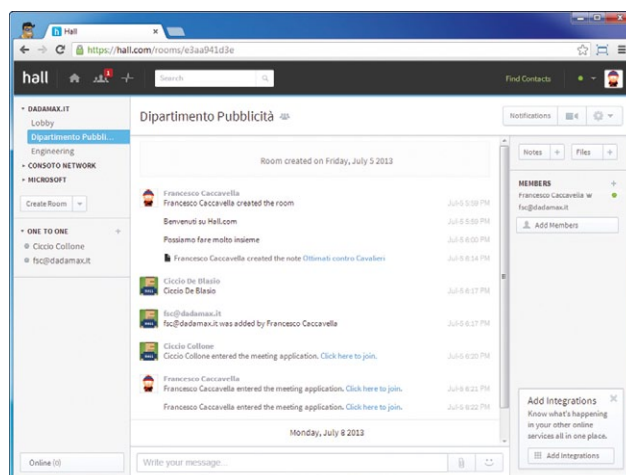 Hall
https://hall.com/rooms/e3aa941d3e
hall
1
Search
Find Contacts
DADAMAX.IT
Lobby
Dipartimento Pubbli...
Engineering
CONSOTO NETWORK
MICROSOFT
Create Room
ONE TO ONE +
Ciccio Collone
fsc@dadamax.it
Online (0)
Dipartimento Pubblicità
Notifications
Room created on Friday, July 5 2013
Francesco Caccavella
Francesco Caccavella created the room Jul-5 5:59 PM
Benvenuti su Hall.com Jul-5 5:59 PM
Possiamo fare molto insieme Jul-5 6:00 PM
Francesco Caccavella created the note Ottimali contro Cavalieri Jul-5 6:14 PM
Ciccio De Blasio
Ciccio De Blasio Jul-5 6:17 PM
fsc@dadamax.it
fsc@dadamax.it was added by Francesco Caccavella Jul-5 6:17 PM
Ciccio Collone
Ciccio Collone entered the meeting application. Click here to join. Jul-5 6:20 PM
Francesco Caccavella
Francesco Caccavella entered the meeting application. Click here to join. Jul-5 6:21 PM
Francesco Caccavella entered the meeting application. Click here to join. Jul-5 6:22 PM
Monday, July 8 2013
Write your message...
Notes + Files +
MEMBERS +
Francesco Caccavella w
fsc@dadamax.it
Add Members
Add Integrations
Know what's happening
in your other online
services all in one place.
Add Integrations